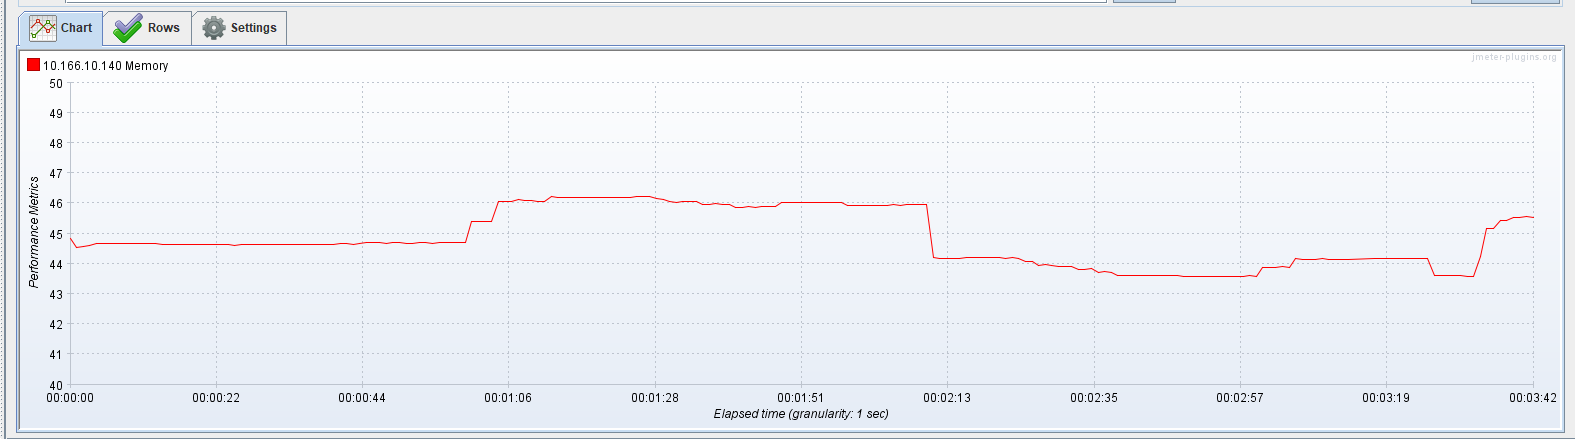 Chart Rows Settings
10.166.10.140 Memory
jmeter-plugins.org
50
49
48
47
46
45
44
43
42
41
40
Performance Metrics
00:00:00 00:00:22 00:00:44 00:01:06 00:01:28 00:01:51 00:02:13 00:02:35 00:02:57 00:03:19 00:03:42
Elapsed time (granularity: 1 sec)